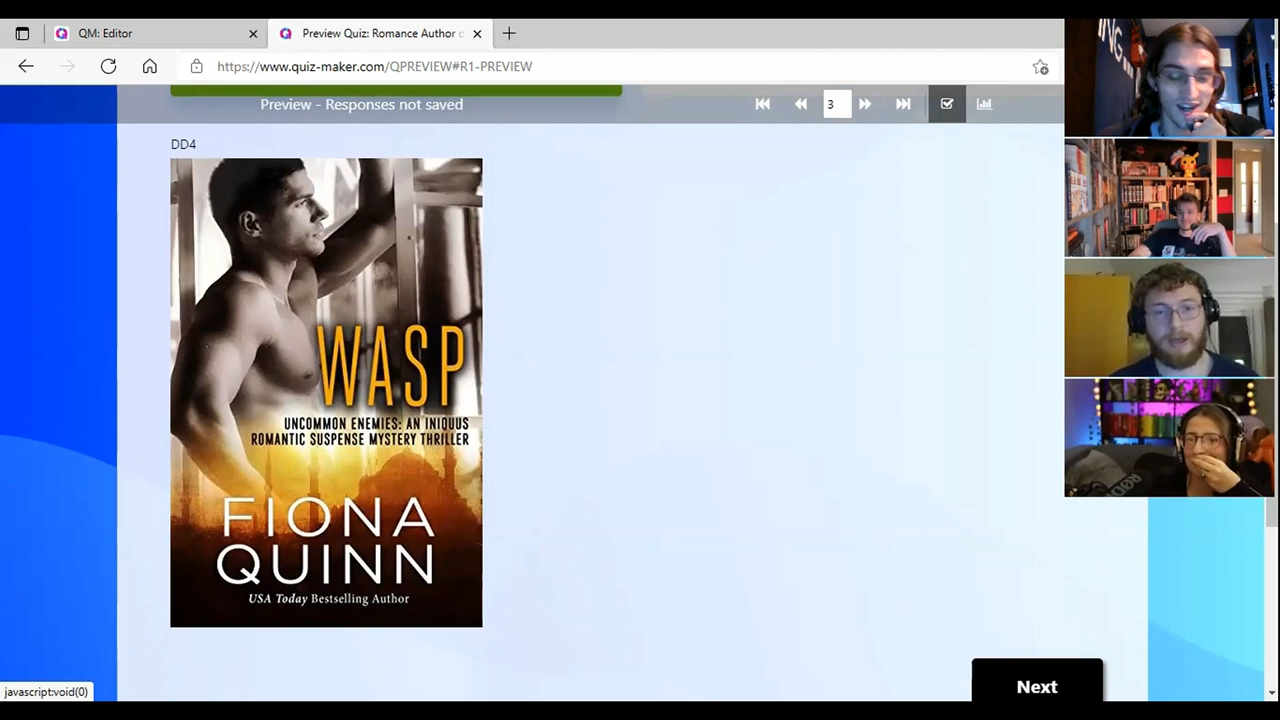 QM: Editor
Preview Quiz: Romance Author o
https://www.quiz-maker.com/QPREVIEW#R1-PREVIEW
Preview - Responses not saved
3
DD4
WASP
UNCOMMON ENEMIES: AN INIQUUS
ROMANTIC SUSPENSE MYSTERY THRILLER
FIONA
QUINN
USA Today Bestselling Author
Next
javascript:void(0)